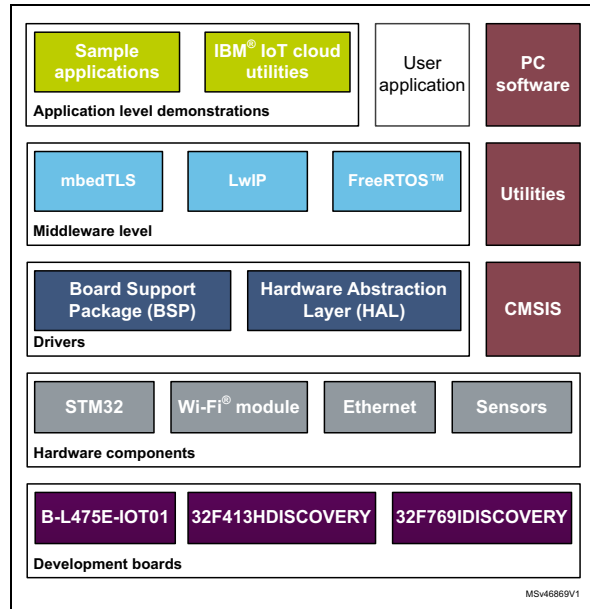 Sample
applications
IBM® IoT cloud
utilities
Application level demonstrations
User
application
PC
software
mbedTLS
LwIP
FreeRTOS™
Middleware level
Utilities
Board Support
Package (BSP)
Hardware Abstraction
Layer (HAL)
Drivers
CMSIS
STM32
Wi-Fi® module
Ethernet
Sensors
Hardware components
B-L475E-IOT01
32F413HDISCOVERY
32F769IDISCOVERY
Development boards
MSv46869V1